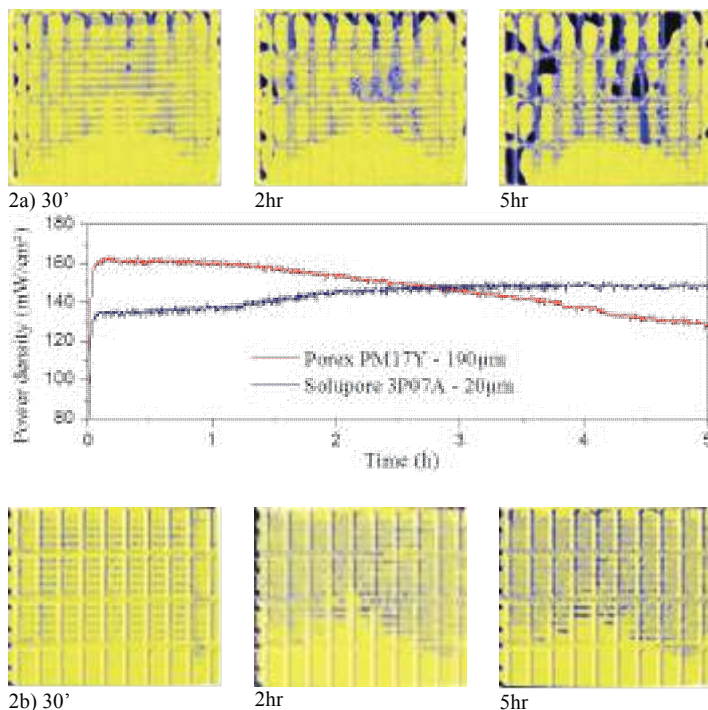 2a) 30’
2hr
5hr
180
160
140
120
100
80
Power density (mW/cm²)
Porex PM17Y - 190μm
Solupore 3P07A - 20μm
0
1
2
3
4
5
Time (h)
2b) 30’
2hr
5hr